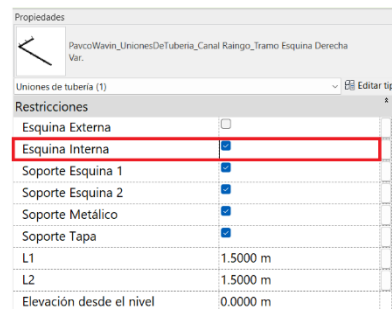 Propiedades
PavcoWavin_UnionesDeTuberia_Canal Raingo_Tramo Esquina Derecha
Var.
Uniones de tubería (1)
Editar tip
Restricciones
Esquina Externa
Esquina Interna
Soporte Esquina 1
Soporte Esquina 2
Soporte Metálico
Soporte Tapa
L1 1.5000 m
L2 1.5000 m
Elevación desde el nivel 0.0000 m